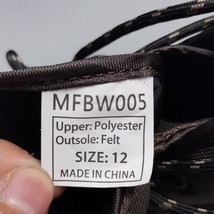 MFBW005
Upper: Polyester
Outsole: Felt
SIZE: 12
MADE IN CHINA